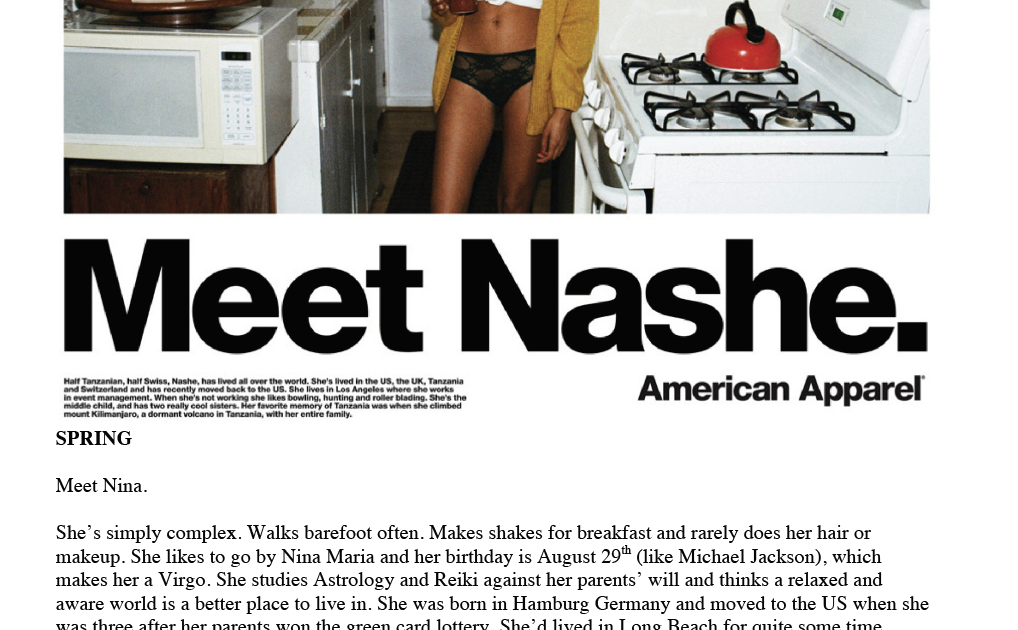 Meet Nashe.
Half Tanzanian, half Swiss, Nashe, has lived all over the world. She's lived in the US, the UK, Tanzania
and Switzerland and has recently moved back to the US. She lives in Los Angeles where she works
in event management. When she's not working she likes bowling, hunting and roller blading. She's the
middle child, and has two really cool sisters. Her favorite memory of Tanzania was when she climbed
mount Kilimanjaro, a dormant volcano in Tanzania, with her entire family.
American Apparel®
SPRING
Meet Nina.
She’s simply complex. Walks barefoot often. Makes shakes for breakfast and rarely does her hair or
makeup. She likes to go by Nina Maria and her birthday is August 29th (like Michael Jackson), which
makes her a Virgo. She studies Astrology and Reiki against her parents’ will and thinks a relaxed and
aware world is a better place to live in. She was born in Hamburg Germany and moved to the US when she
was three after her parents won the green card lottery. She’d lived in Long Beach for quite some time